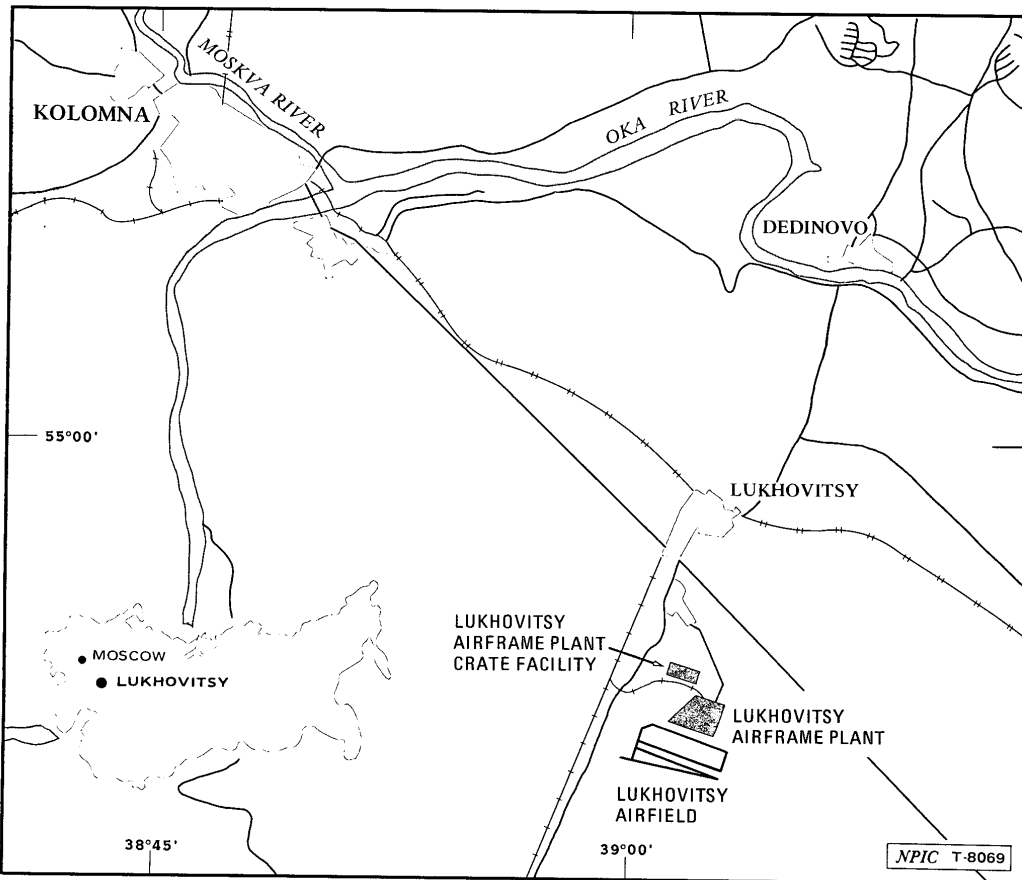 MOSKVA RIVER
KOLOMNA
OKA RIVER
DEDINOVO
55°00'
LUKHOVITSY
LUKHOVITSY
AIRFRAME PLANT
CRATE FACILITY
MOSCOW
LUKHOVITSY
LUKHOVITSY
AIRFRAME PLANT
LUKHOVITSY
AIRFIELD
38°45'
39°00'
NPIC T-8069